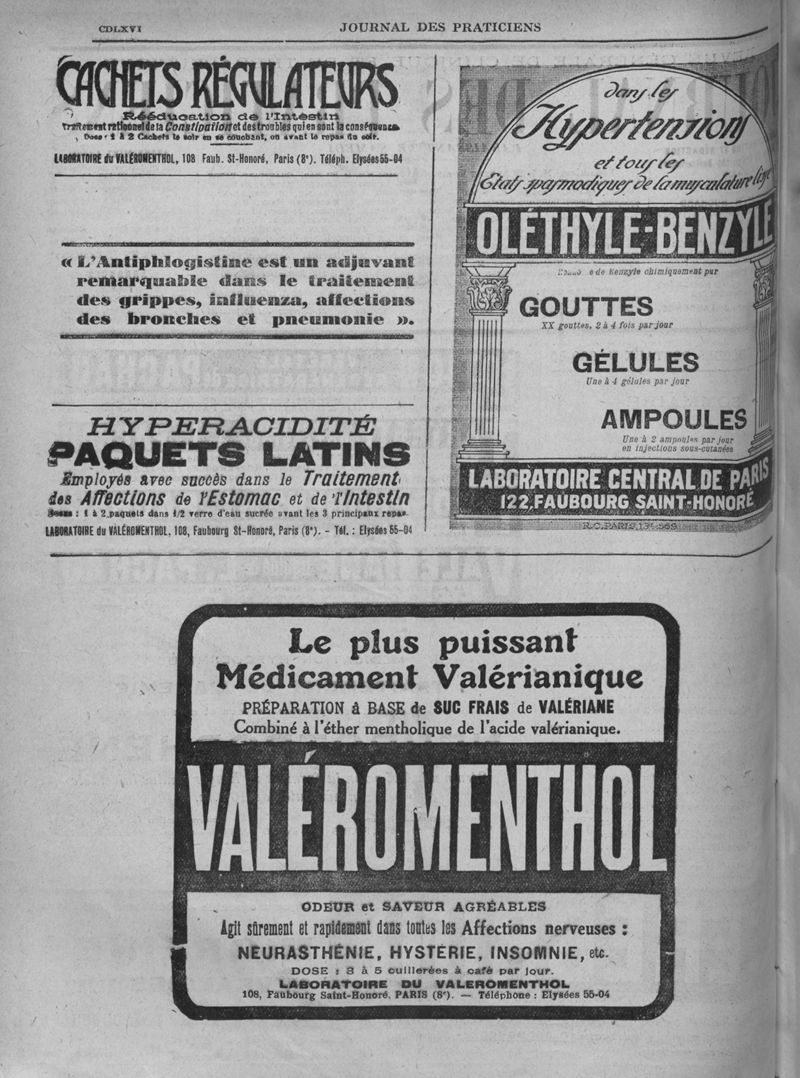 CDLXVI
JOURNAL DES PRATICIENS
CACHETS RÉGULATEURS
Rééducation de l'Intestin
Traitement rationnel de la Constipation et des troubles qui en sont la conséquence
Dose : 1 à 2 Cachets le soir en se couchant, ou avant le repas du soir.
LABORATOIRE du VALÉROMENTHOL, 108 Faub. St-Honoré, Paris (8e). Téléph. Elysées 55-04
« L'Antiphlogistine est un adjuvant
remarquable dans le traitement
des grippes, influenza, affections
des bronches et pneumonie ».
HYPERACIDITÉ
PAQUETS LATINS
Employés avec succès dans le Traitement
des Affections de l'Estomac et de l'Intestin
Doses : 1 à 2 paquets dans 1/2 verre d'eau sucrée avant les 3 principaux repas.
LABORATOIRE du VALÉROMENTHOL, 108, Faubourg St-Honoré, Paris (8e). - Tél. : Elysées 55-04
dans les
Hypertensions
et tous les
États spasmodiques de la musculature lisse
OLÉTHYLE-BENZYLE
de Benzyle chimiquement pur
GOUTTES
XX gouttes, 2 à 4 fois par jour
GÉLULES
Une à 4 gélules par jour
AMPOULES
Une à 2 ampoules par jour
en injections sous-cutanées
LABORATOIRE CENTRAL DE PARIS
122, FAUBOURG SAINT-HONORÉ
R.C. PARIS
Le plus puissant
Médicament Valérianique
PRÉPARATION à BASE de SUC FRAIS de VALÉRIANE
Combiné à l'éther mentholique de l'acide valérianique.
VALÉROMENTHOL
ODEUR et SAVEUR AGRÉABLES
Agit sûrement et rapidement dans toutes les Affections nerveuses :
NEURASTHÉNIE, HYSTÉRIE, INSOMNIE, etc.
DOSE : 3 à 5 cuillerées à café par jour.
LABORATOIRE DU VALEROMENTHOL
108, Faubourg Saint-Honoré, PARIS (8e). — Téléphone : Elysées 55-04